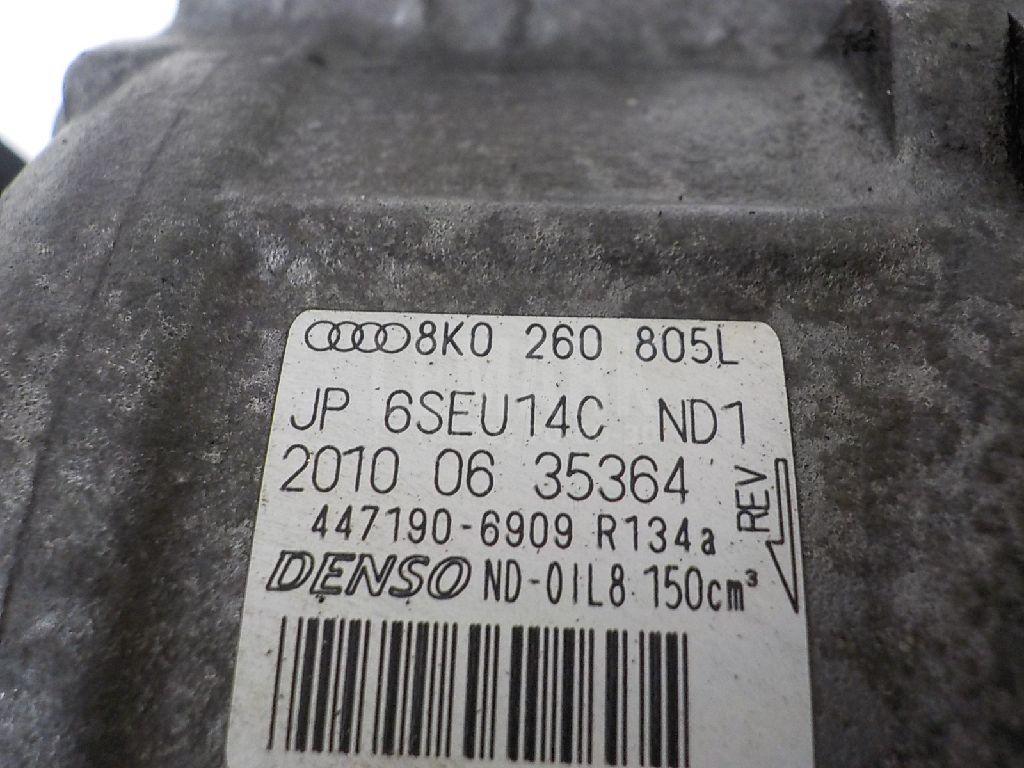 8K0 260 805L
JP 6SEU14C ND1
2010 06 35364
447190-6909 R134a
REV
DENSO ND-OIL8 150cm³